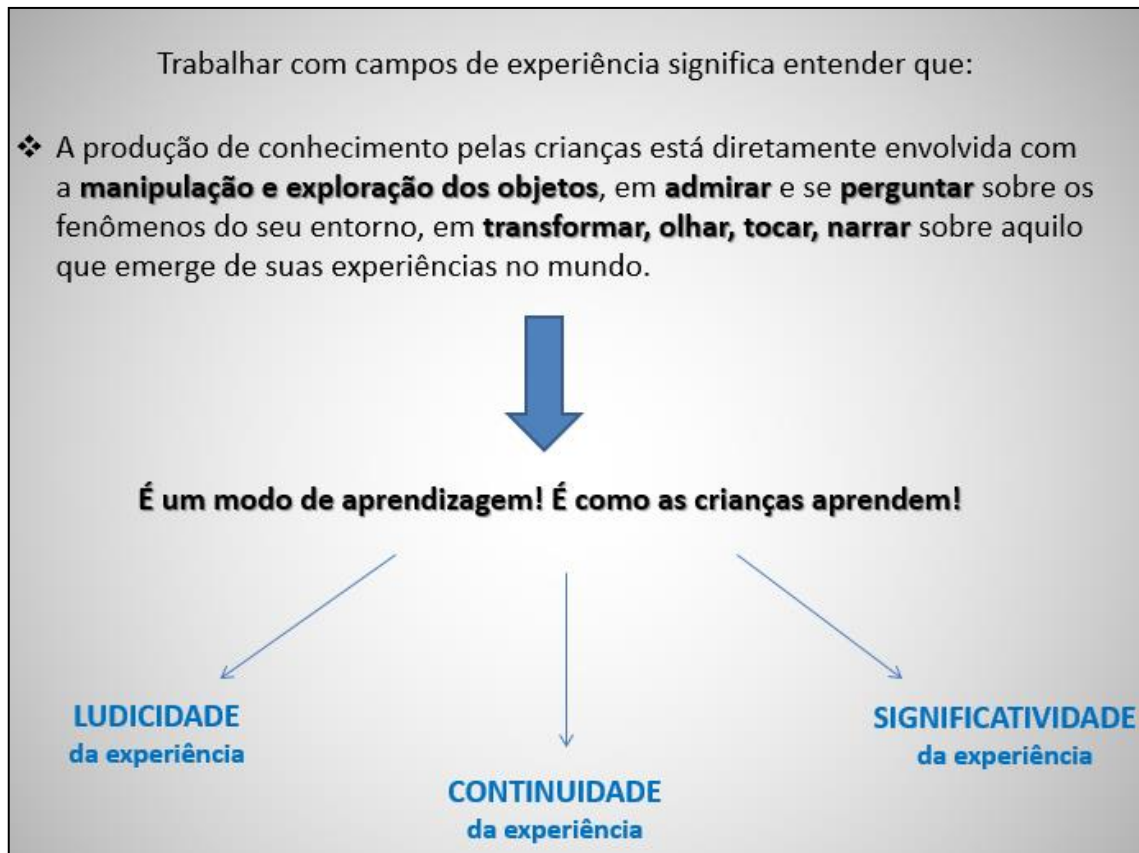 Trabalhar com campos de experiência significa entender que:
❖ A produção de conhecimento pelas crianças está diretamente envolvida com
a manipulação e exploração dos objetos, em admirar e se perguntar sobre os
fenômenos do seu entorno, em transformar, olhar, tocar, narrar sobre aquilo
que emerge de suas experiências no mundo.
É um modo de aprendizagem! É como as crianças aprendem!
LUDICIDADE
da experiência
CONTINUIDADE
da experiência
SIGNIFICATIVIDADE
da experiência